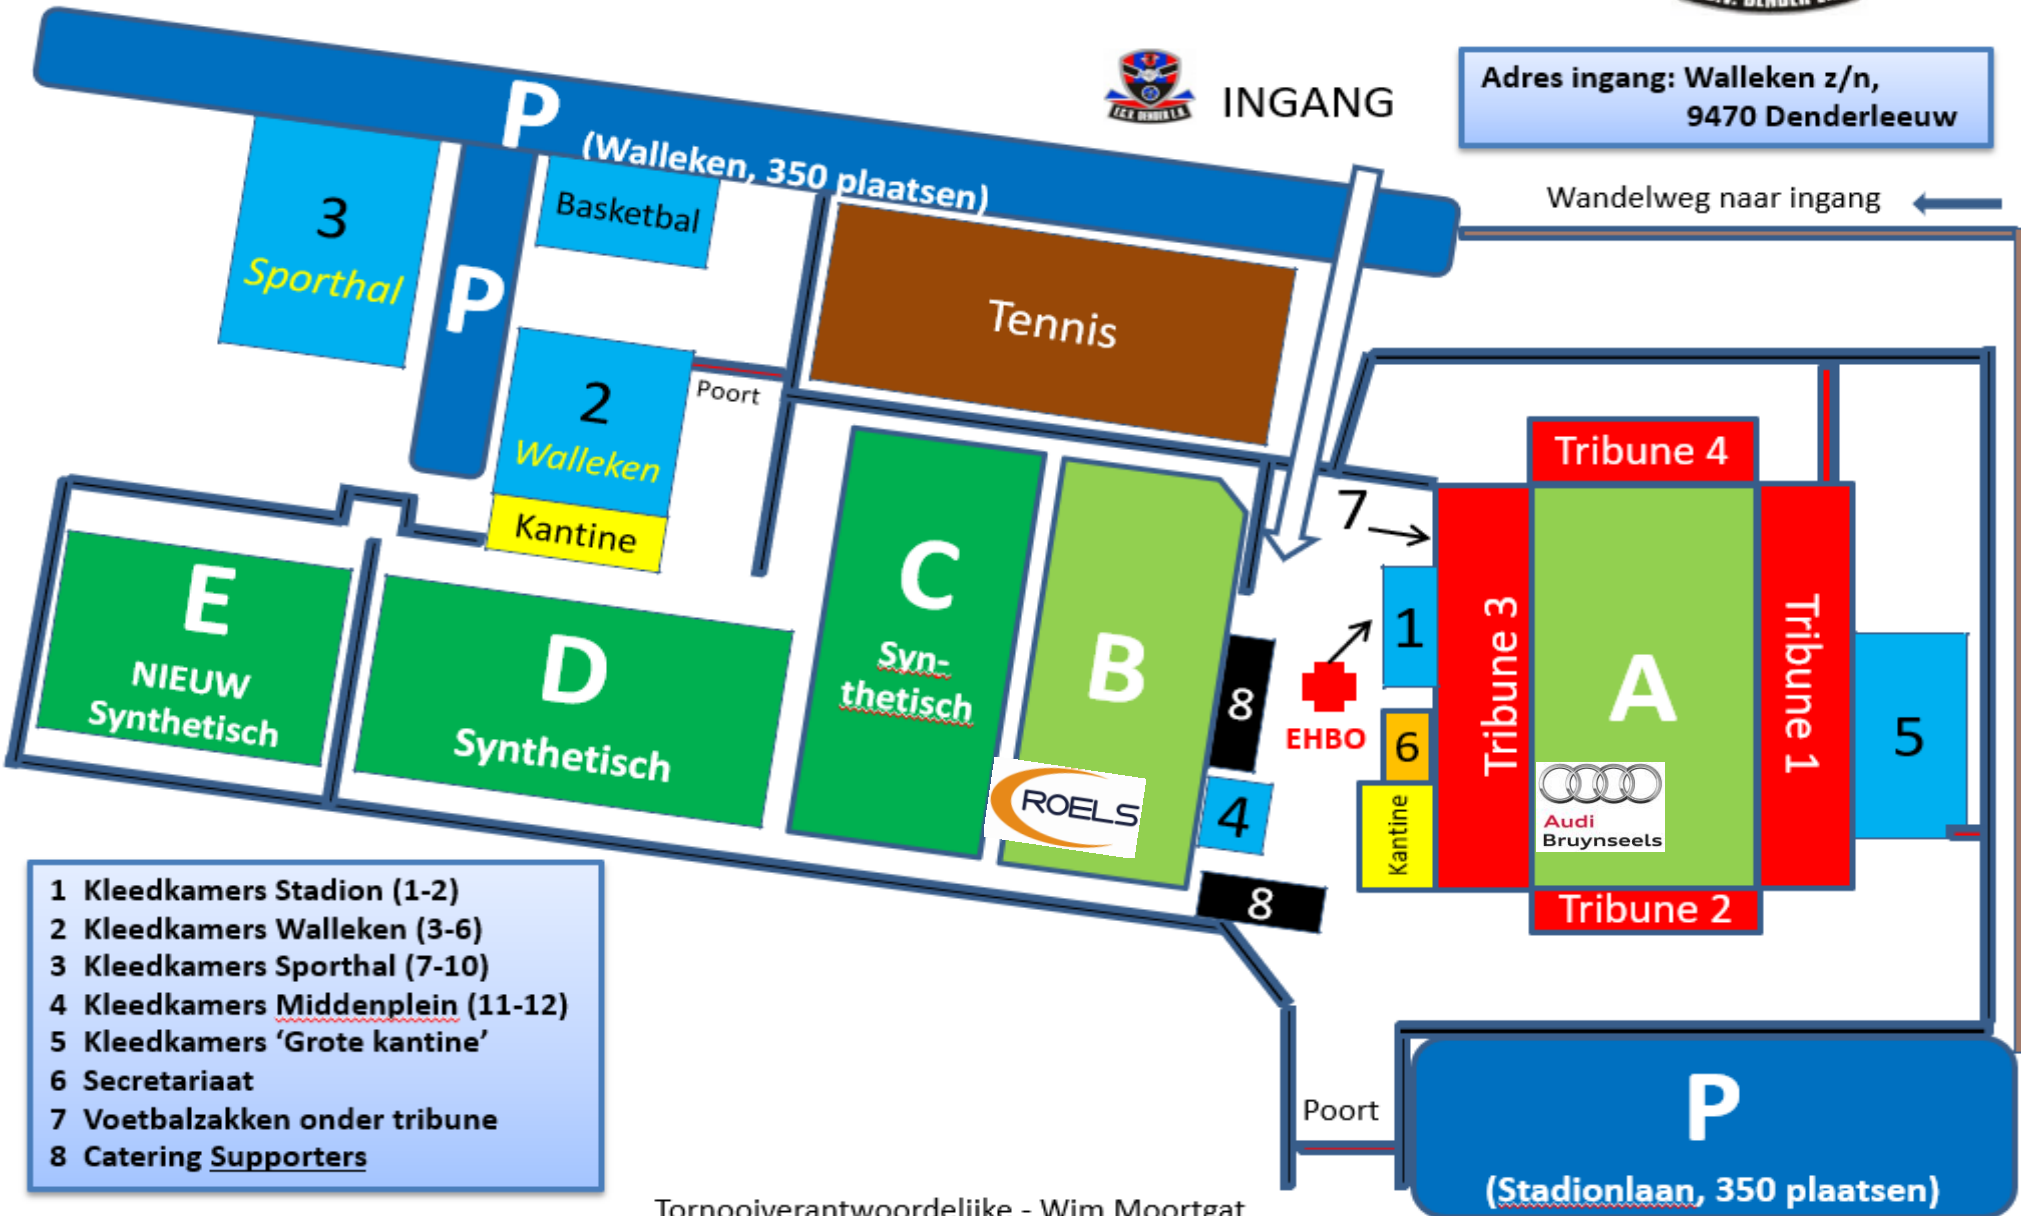 INGANG
Adres ingang: Walleken z/n,
9470 Denderleeuw
Wandelweg naar ingang
P
(Walleken, 350 plaatsen)
3
Sporthal
P
Basketbal
Tennis
2
Walleken
Kantine
Poort
E
NIEUW
Synthetisch
D
Synthetisch
C
Syn-
thetisch
B
ROELS
8
4
8
7
1
EHBO
6
Kantine
Tribune 4
Tribune 3
A
Audi
Bruynseels
Tribune 1
Tribune 2
5
1 Kleedkamers Stadion (1-2)
2 Kleedkamers Walleken (3-6)
3 Kleedkamers Sporthal (7-10)
4 Kleedkamers Middenplein (11-12)
5 Kleedkamers ‘Grote kantine’
6 Secretariaat
7 Voetbalzakken onder tribune
8 Catering Supporters
Poort
P
(Stadionlaan, 350 plaatsen)
Tornooiverantwoordelijke - Wim Moortgat